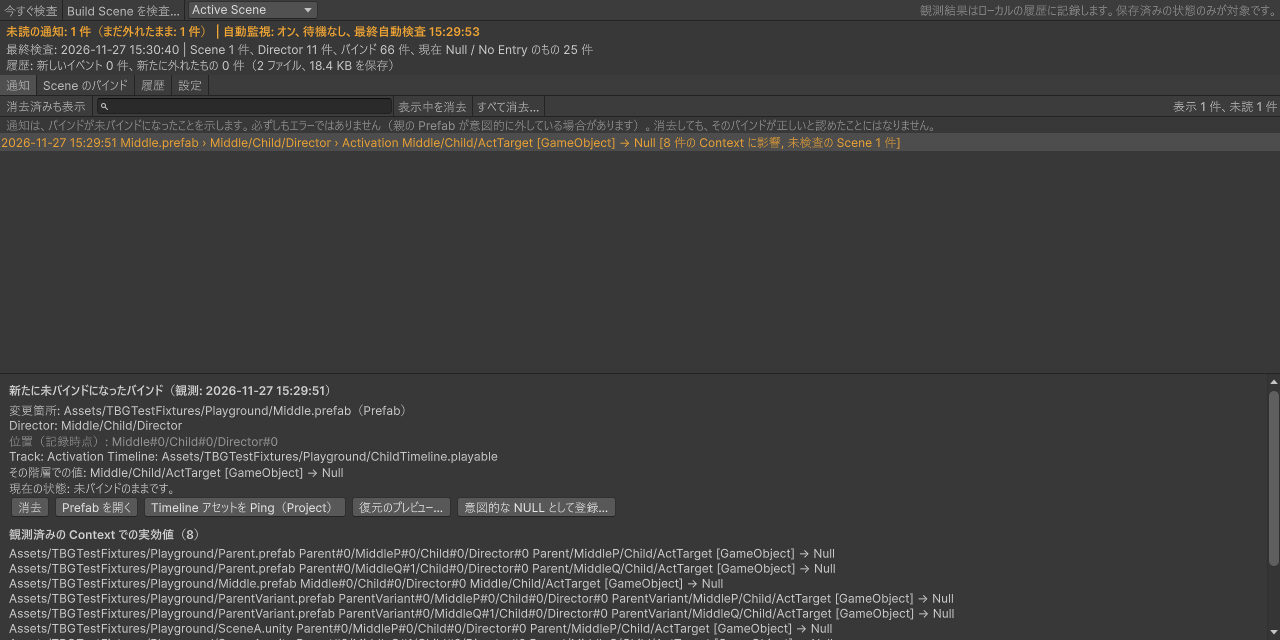 今すぐ検査 Build Scene を検査... Active Scene 観測結果はローカルの履歴に記録します。保存済みの状態のみが対象です。
未読の通知: 1 件（まだ外れたまま: 1 件） | 自動監視: オン、待機なし、最終自動検査 15:29:53
最終検査: 2026-11-27 15:30:40 | Scene 1 件、Director 11 件、バインド 66 件、現在 Null / No Entry のもの 25 件
履歴: 新しいイベント 0 件、新たに外れたもの 0 件（2 ファイル、18.4 KB を保存）
通知 Scene のバインド 履歴 設定
消去済みも表示 表示中を消去 すべて消去... 表示 1 件、未読 1 件
通知は、バインドが未バインドになったことを示します。必ずしもエラーではありません（親の Prefab が意図的に外している場合があります）。消去しても、そのバインドが正しいと認めたことにはなりません。
2026-11-27 15:29:51 Middle.prefab › Middle/Child/Director › Activation Middle/Child/ActTarget [GameObject] → Null [8 件の Context に影響, 未検査の Scene 1 件]
新たに未バインドになったバインド（観測: 2026-11-27 15:29:51）
変更箇所: Assets/TBGTestFixtures/Playground/Middle.prefab（Prefab）
Director: Middle/Child/Director
位置（記録時点）: Middle#0/Child#0/Director#0
Track: Activation Timeline: Assets/TBGTestFixtures/Playground/ChildTimeline.playable
その階層での値: Middle/Child/ActTarget [GameObject] → Null
現在の状態: 未バインドのままです。
消去 Prefab を開く Timeline アセットを Ping（Project） 復元のプレビュー... 意図的な NULL として登録...
観測済みの Context での実効値（8）
Assets/TBGTestFixtures/Playground/Parent.prefab Parent#0/MiddleP#0/Child#0/Director#0 Parent/MiddleP/Child/ActTarget [GameObject] → Null
Assets/TBGTestFixtures/Playground/Parent.prefab Parent#0/MiddleQ#1/Child#0/Director#0 Parent/MiddleQ/Child/ActTarget [GameObject] → Null
Assets/TBGTestFixtures/Playground/Middle.prefab Middle#0/Child#0/Director#0 Middle/Child/ActTarget [GameObject] → Null
Assets/TBGTestFixtures/Playground/ParentVariant.prefab ParentVariant#0/MiddleP#0/Child#0/Director#0 ParentVariant/MiddleP/Child/ActTarget [GameObject] → Null
Assets/TBGTestFixtures/Playground/ParentVariant.prefab ParentVariant#0/MiddleQ#1/Child#0/Director#0 ParentVariant/MiddleQ/Child/ActTarget [GameObject] → Null
Assets/TBGTestFixtures/Playground/SceneA.unity Parent#0/MiddleP#0/Child#0/Director#0 Parent/MiddleP/Child/ActTarget [GameObject] → Null